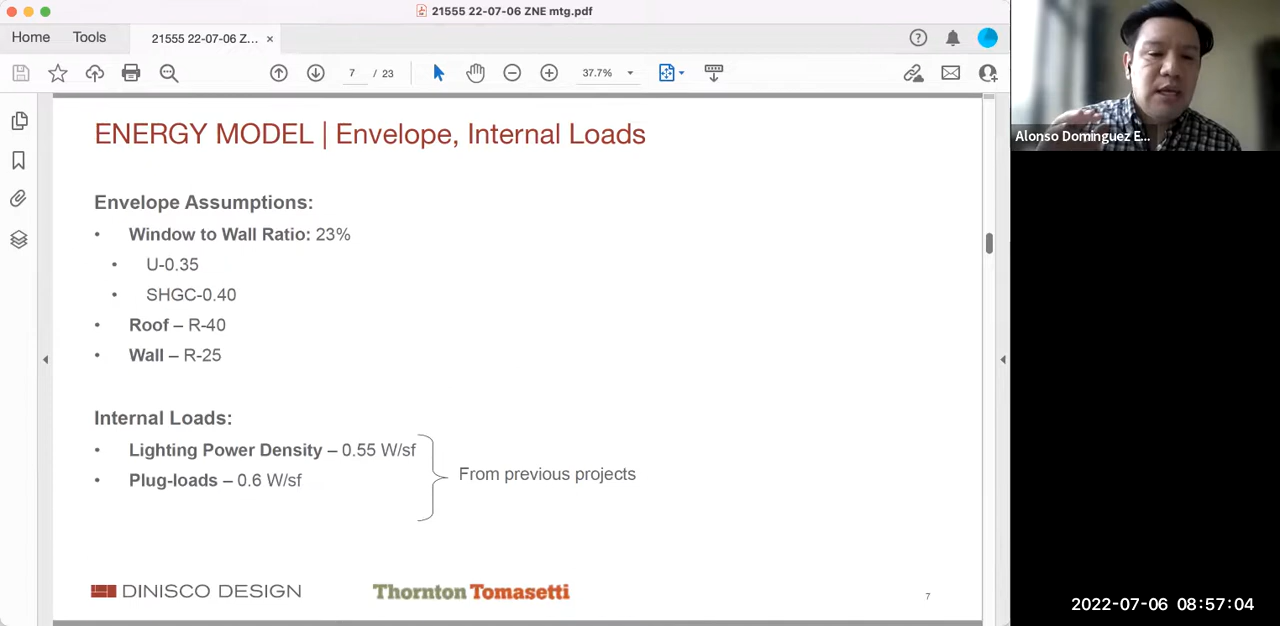 21555 22-07-06 ZNE mtg.pdf
Home Tools 21555 22-07-06 Z... ×
7 / 23 37.7%
ENERGY MODEL | Envelope, Internal Loads
Envelope Assumptions:
• Window to Wall Ratio: 23%
• U-0.35
• SHGC-0.40
• Roof – R-40
• Wall – R-25
Internal Loads:
• Lighting Power Density – 0.55 W/sf
• Plug-loads – 0.6 W/sf
From previous projects
DINISCO DESIGN
Thornton Tomasetti
7
Alonso Dominguez E...
2022-07-06 08:57:04